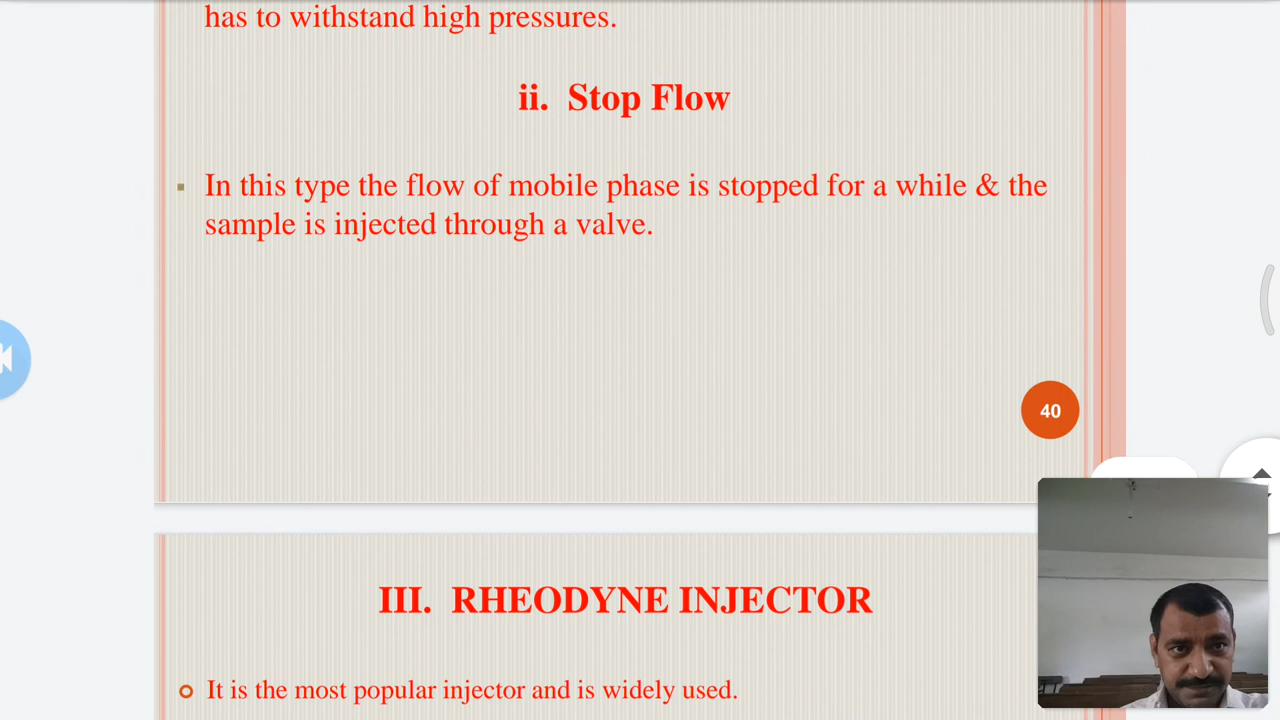 has to withstand high pressures.
ii. Stop Flow
In this type the flow of mobile phase is stopped for a while & the
sample is injected through a valve.
40
III. RHEODYNE INJECTOR
It is the most popular injector and is widely used.